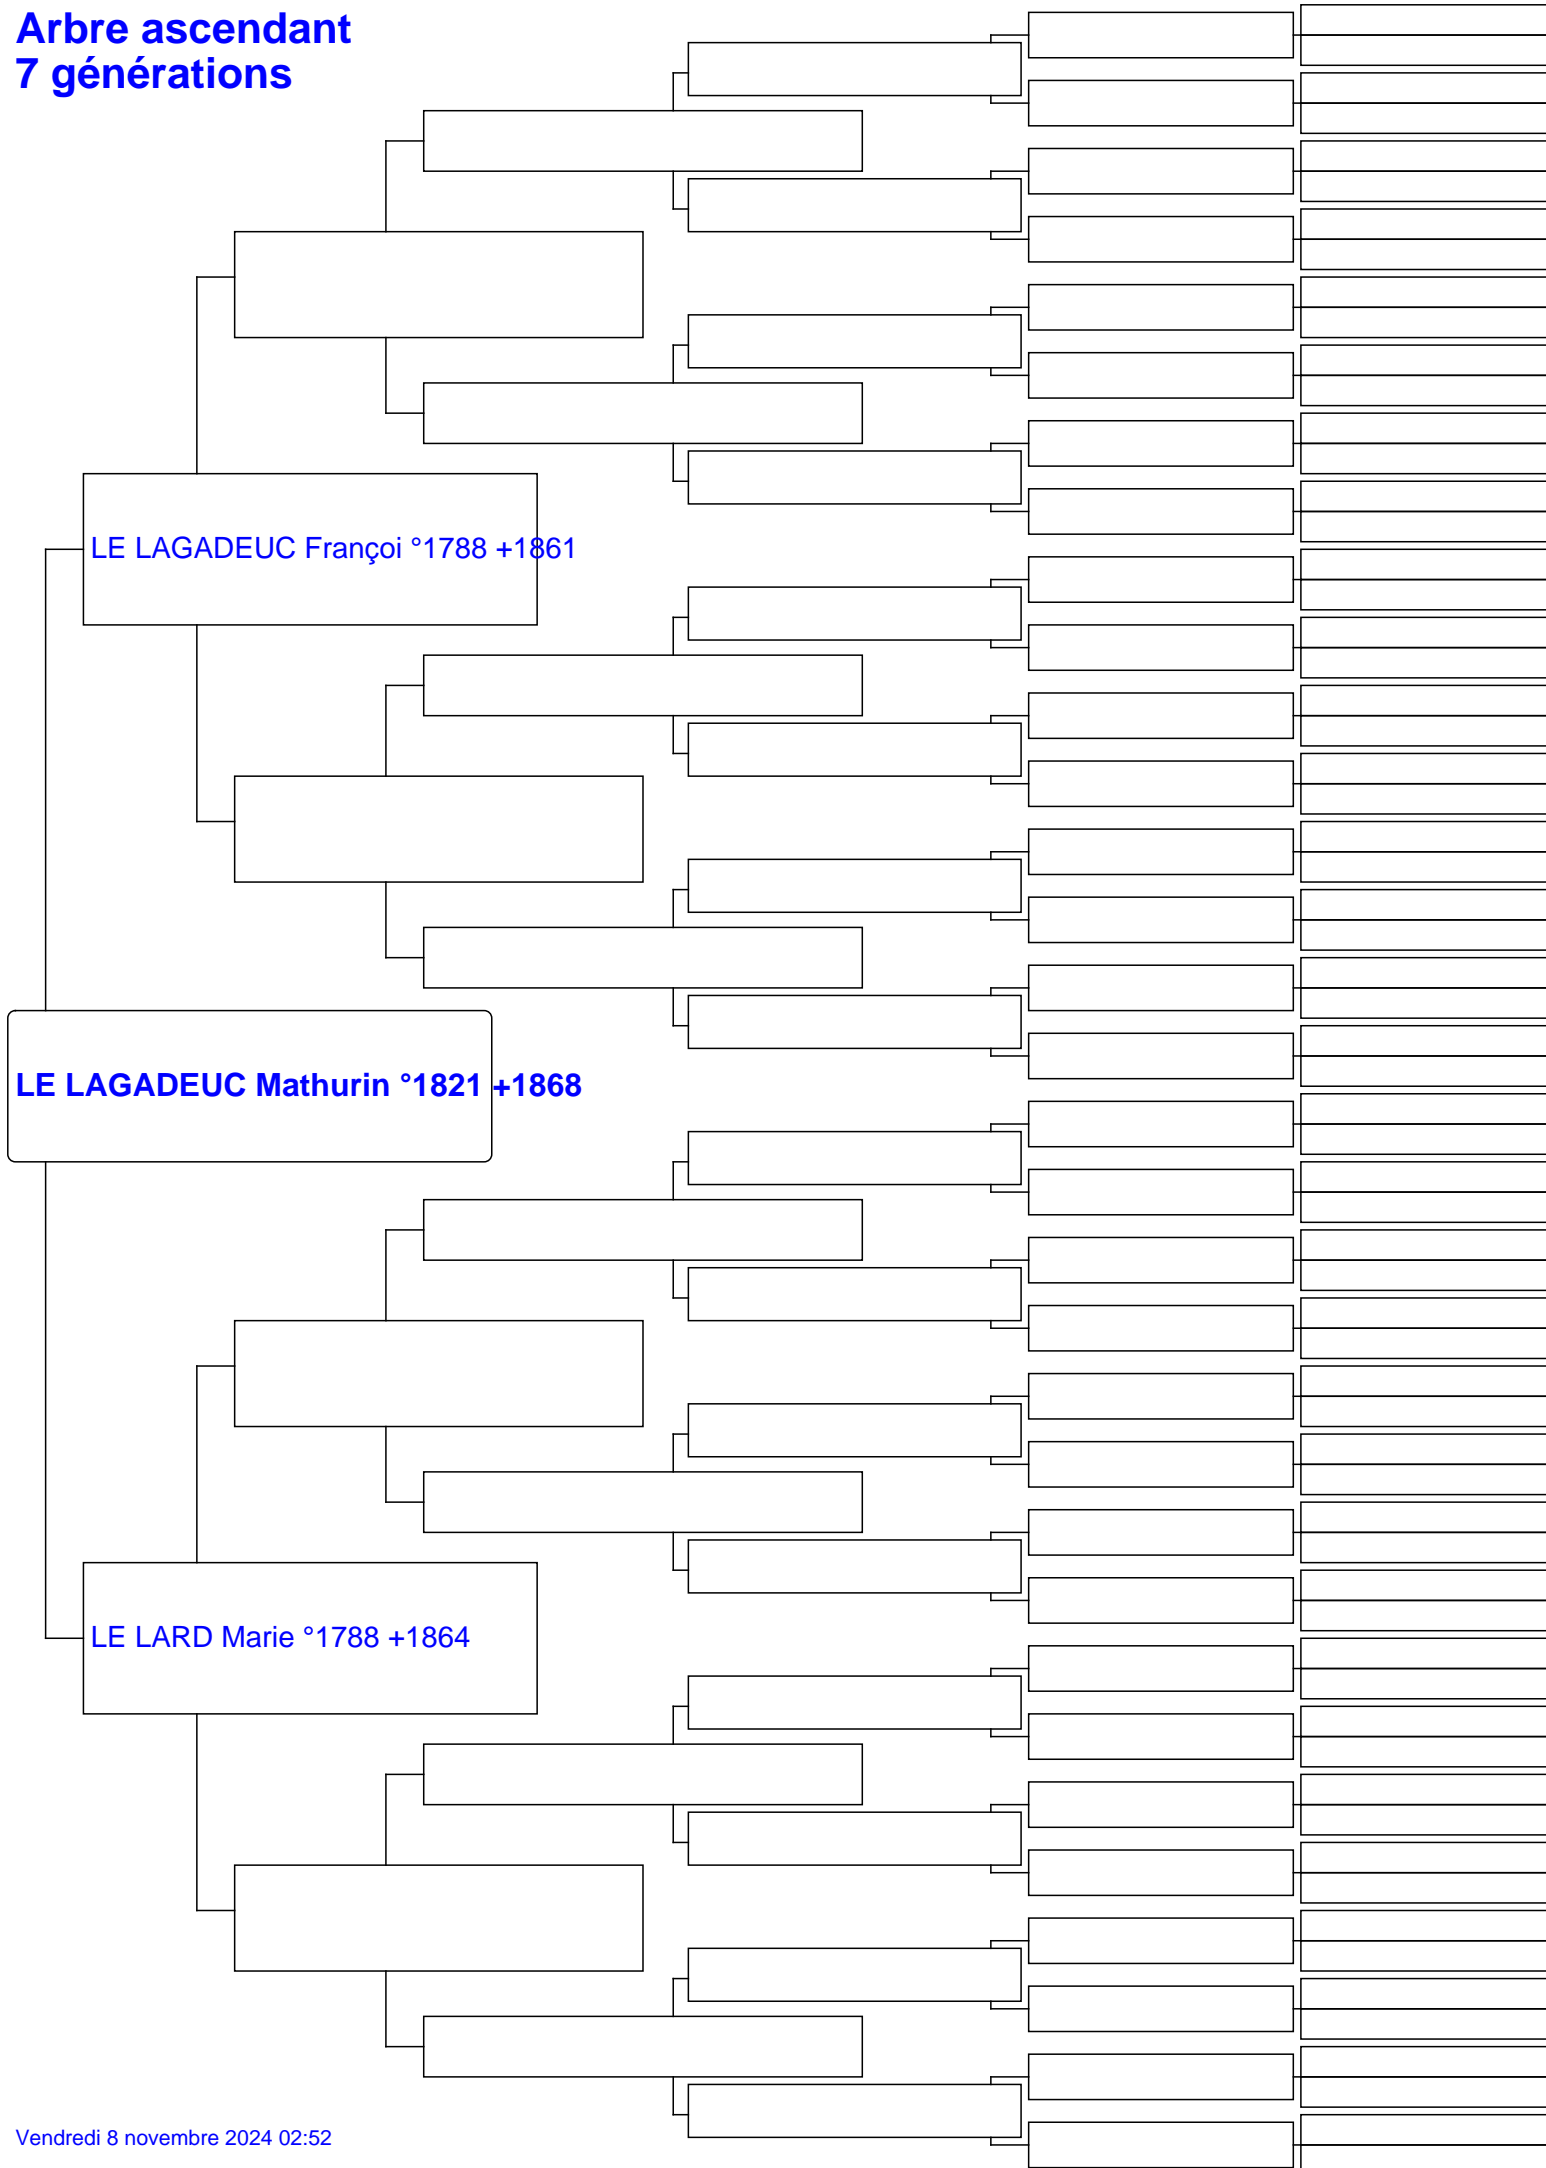 Arbre ascendant
7 générations
LE LAGADEUC Françoi °1788 +1861
LE LAGADEUC Mathurin °1821 +1868
LE LARD Marie °1788 +1864
Vendredi 8 novembre 2024 02:52